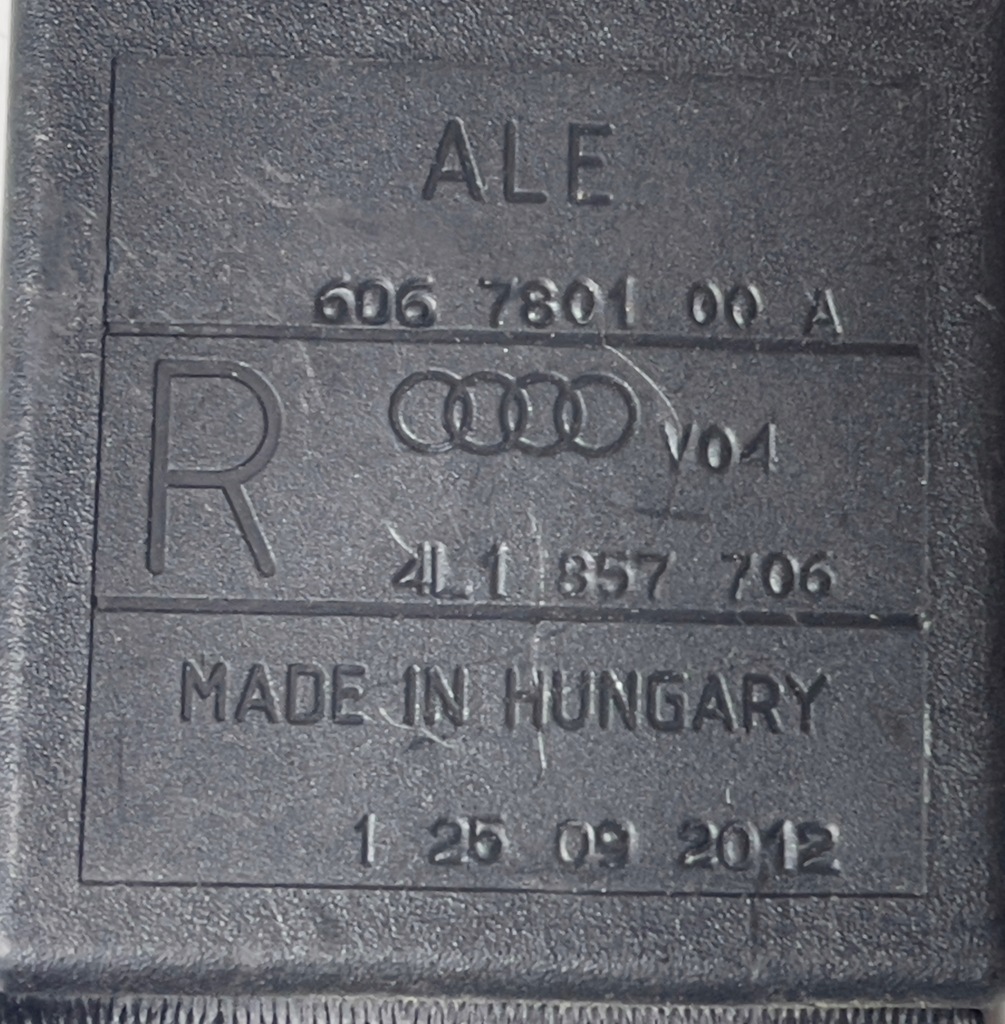 ALE
606 7801 00 A
R
V04
4L1 857 706
MADE IN HUNGARY
1 25 09 2012